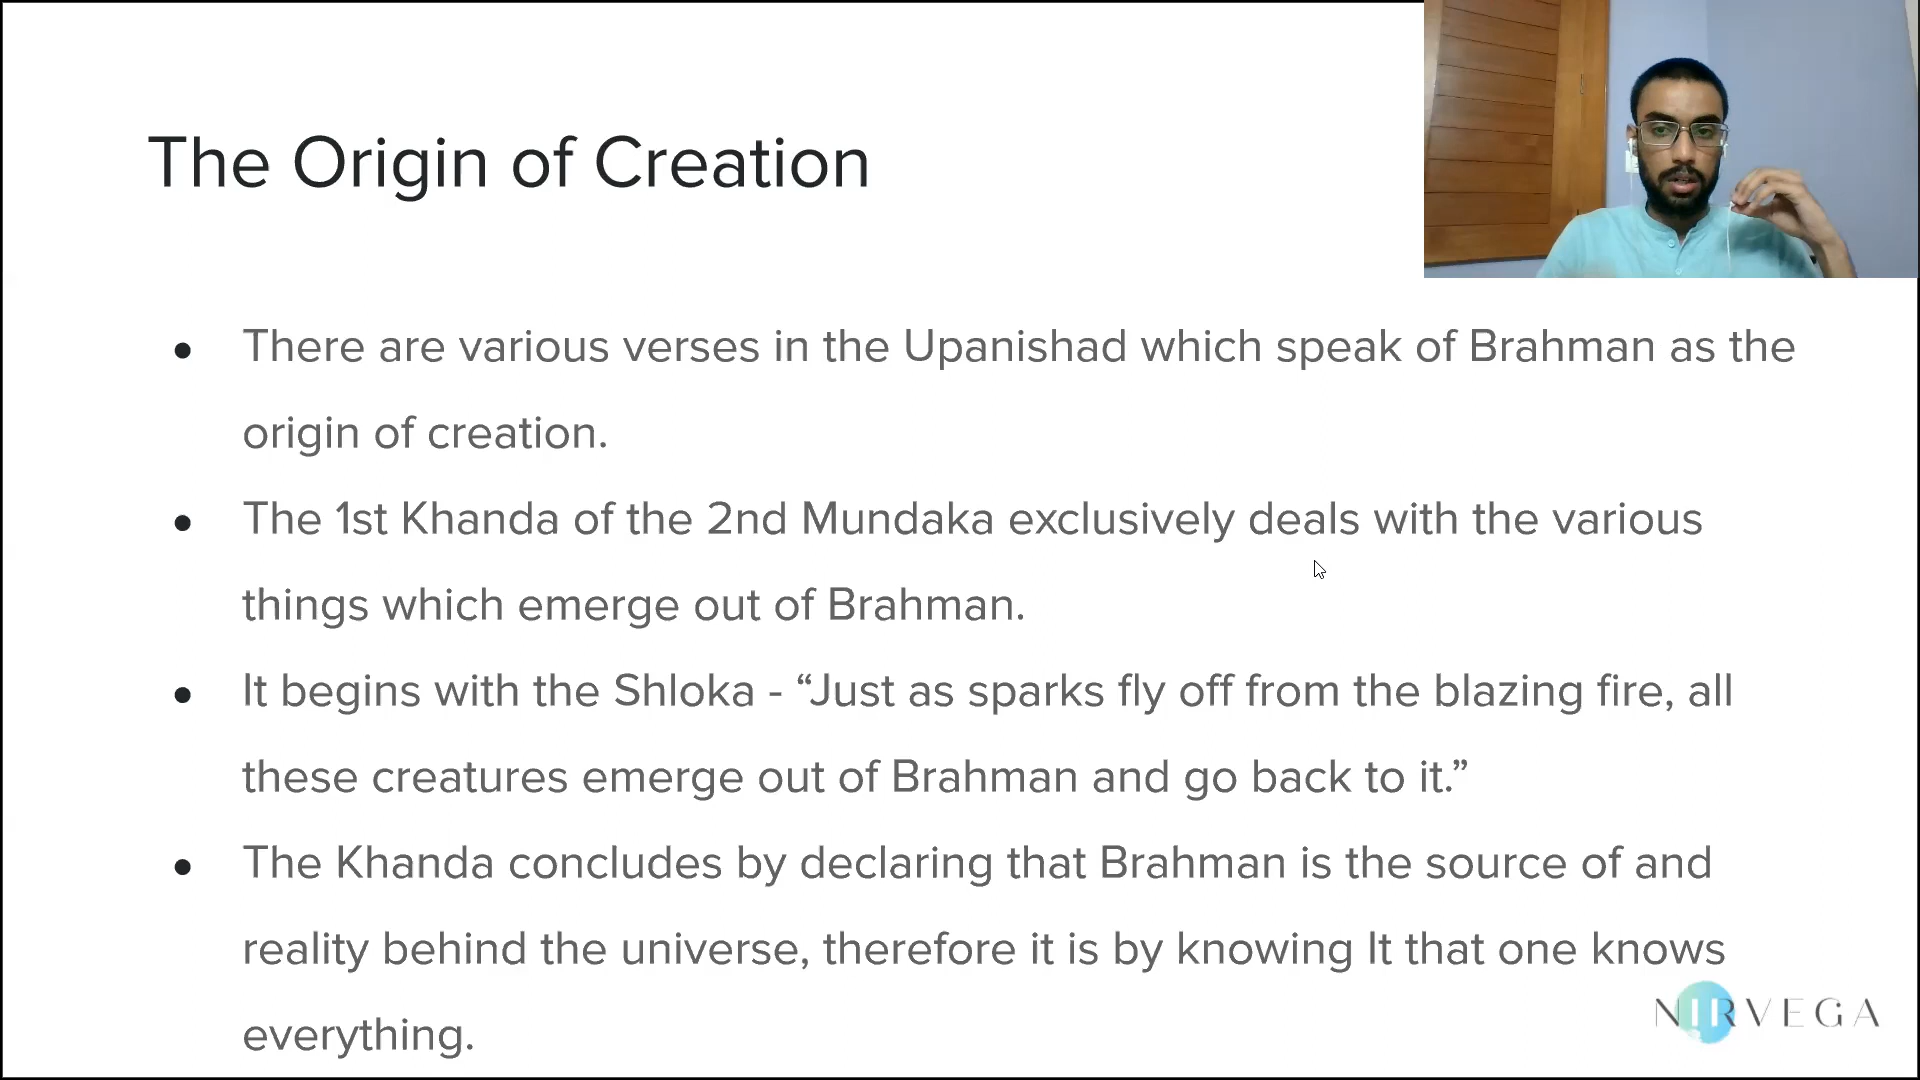 The Origin of Creation
● There are various verses in the Upanishad which speak of Brahman as the
origin of creation.
● The 1st Khanda of the 2nd Mundaka exclusively deals with the various
things which emerge out of Brahman.
● It begins with the Shloka - “Just as sparks fly off from the blazing fire, all
these creatures emerge out of Brahman and go back to it.”
● The Khanda concludes by declaring that Brahman is the source of and
reality behind the universe, therefore it is by knowing It that one knows
everything.
NIRVEGA